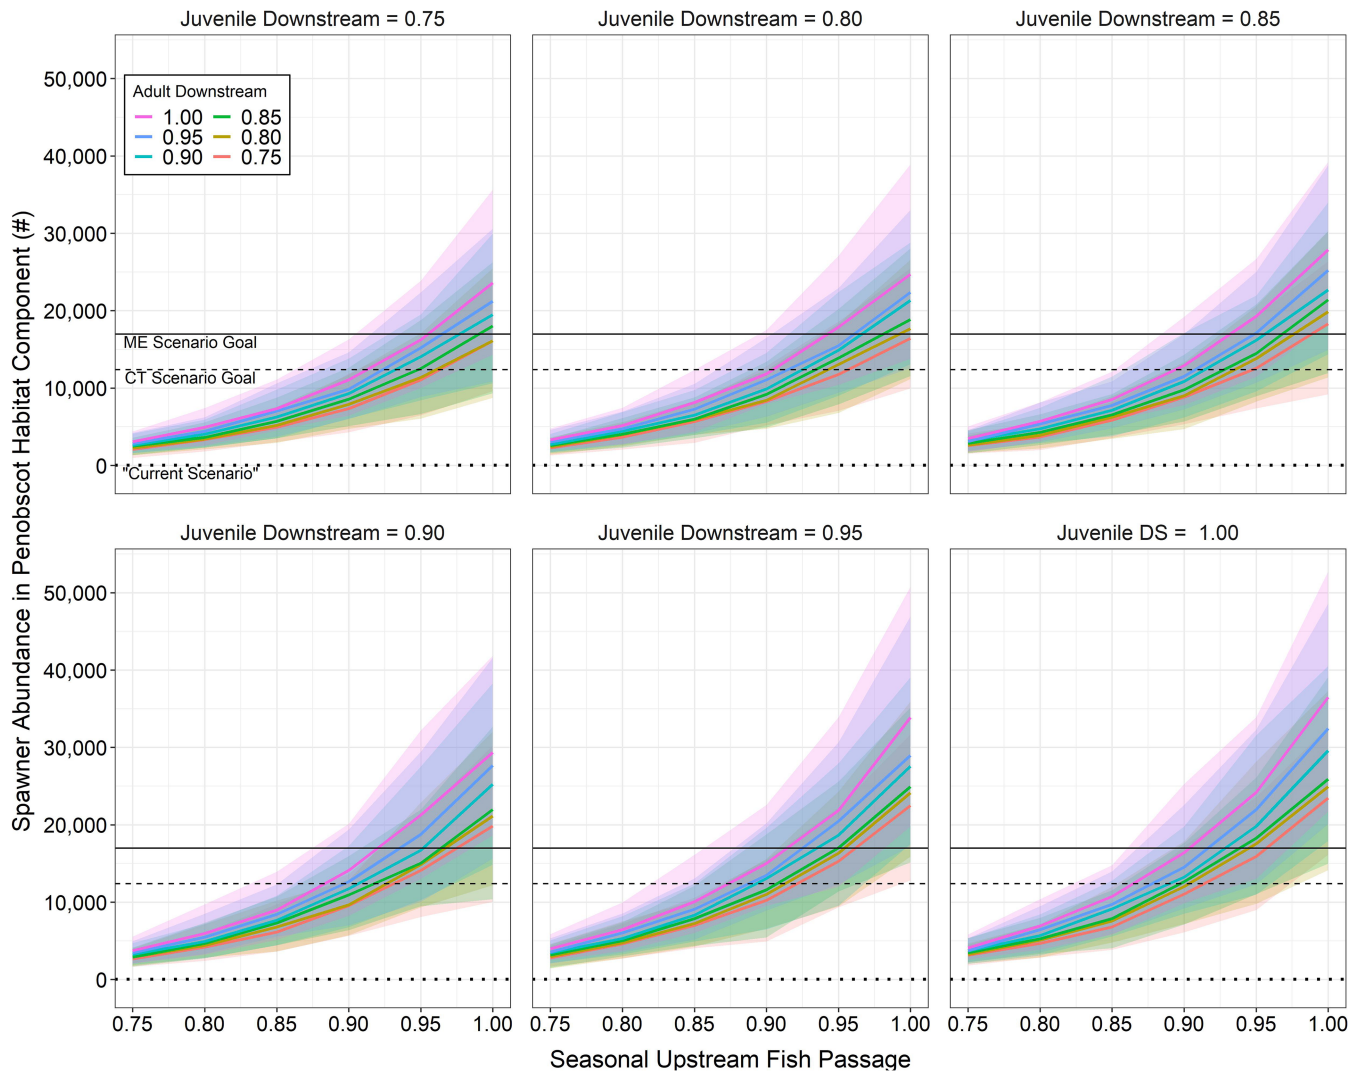 Juvenile Downstream = 0.75
Juvenile Downstream = 0.80
Juvenile Downstream = 0.85
Spawner Abundance in Penobscot Habitat Component (#)
50,000
40,000
30,000
20,000
10,000
0
Adult Downstream
1.00 0.85
0.95 0.80
0.90 0.75
ME Scenario Goal
CT Scenario Goal
"Current Scenario"
Juvenile Downstream = 0.90
Juvenile Downstream = 0.95
Juvenile DS = 1.00
50,000
40,000
30,000
20,000
10,000
0
0.75 0.80 0.85 0.90 0.95 1.00
0.75 0.80 0.85 0.90 0.95 1.00
0.75 0.80 0.85 0.90 0.95 1.00
Seasonal Upstream Fish Passage